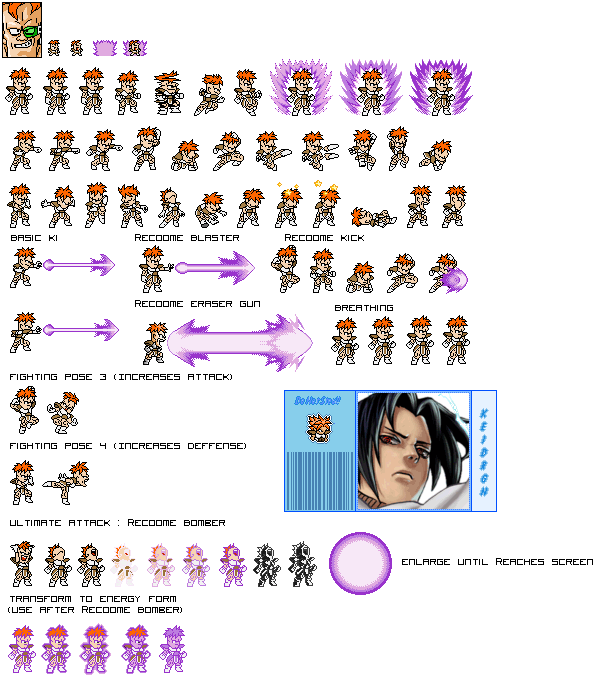 Basic Ki
Recoome Blaster
Recoome Kick
Recoome Eraser Gun
Breathing
Fighting Pose 3 (Increases Attack)
Fighting Pose 4 (Increases Deffense)
Ultimate Attack : Recoome Bomber
Enlarge until Reaches screen
Transform to energy form
(use after Recoome bomber)